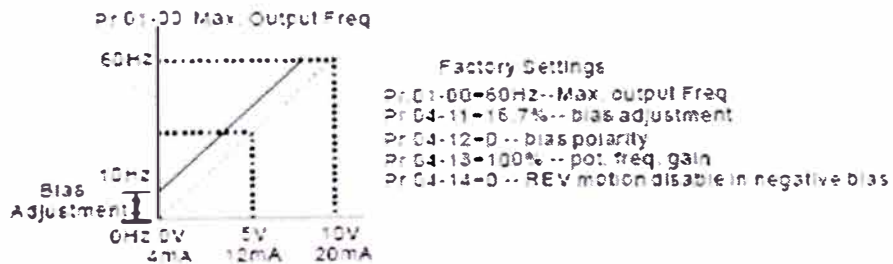 Pr.01-00 Max. Output Freq
60Hz
10Hz
Bias
Adjustment
0Hz 0V 5V 10V
4mA 12mA 20mA
Factory Settings
Pr.01-00=60Hz--Max. output Freq
Pr.04-11=16.7%--bias adjustment
Pr.04-12=0--bias polarity
Pr.04-13=100%--pot. freq. gain
Pr.04-14=0--REV motion disable in negative bias